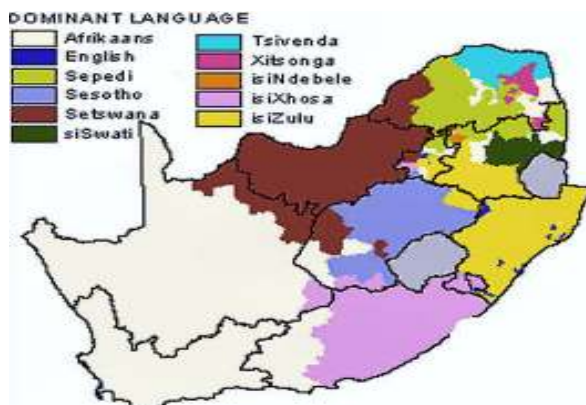 DOMINANT LANGUAGE
Afrikaans
English
Sepedi
Sesotho
Setswana
siSwati
Tsivenda
Xitsonga
isiNdebele
isiXhosa
isiZulu